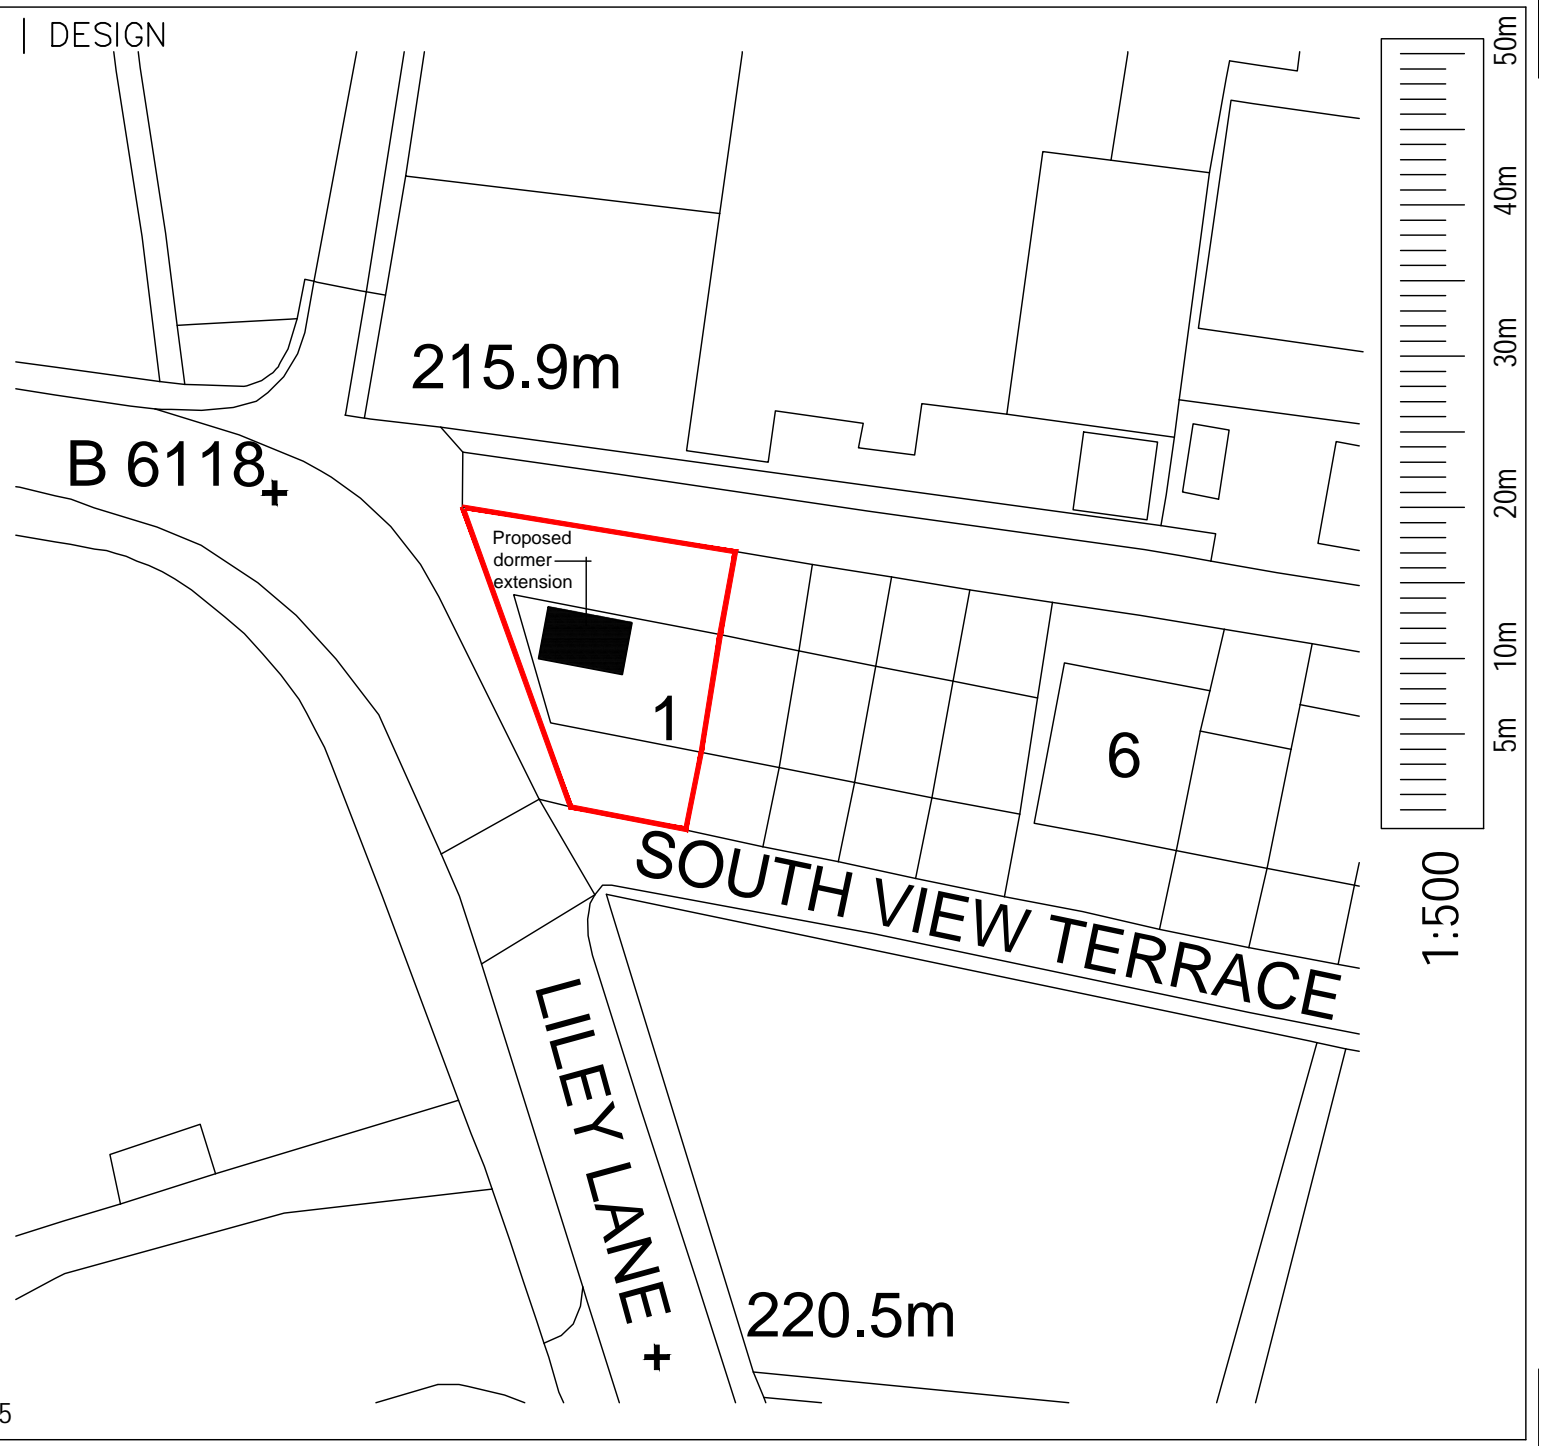 | DESIGN
50m
40m
215.9m
30m
B 6118
20m
Proposed
dormer
extension
10m
1
6
5m
SOUTH VIEW TERRACE
1:500
LILEY LANE
220.5m
5